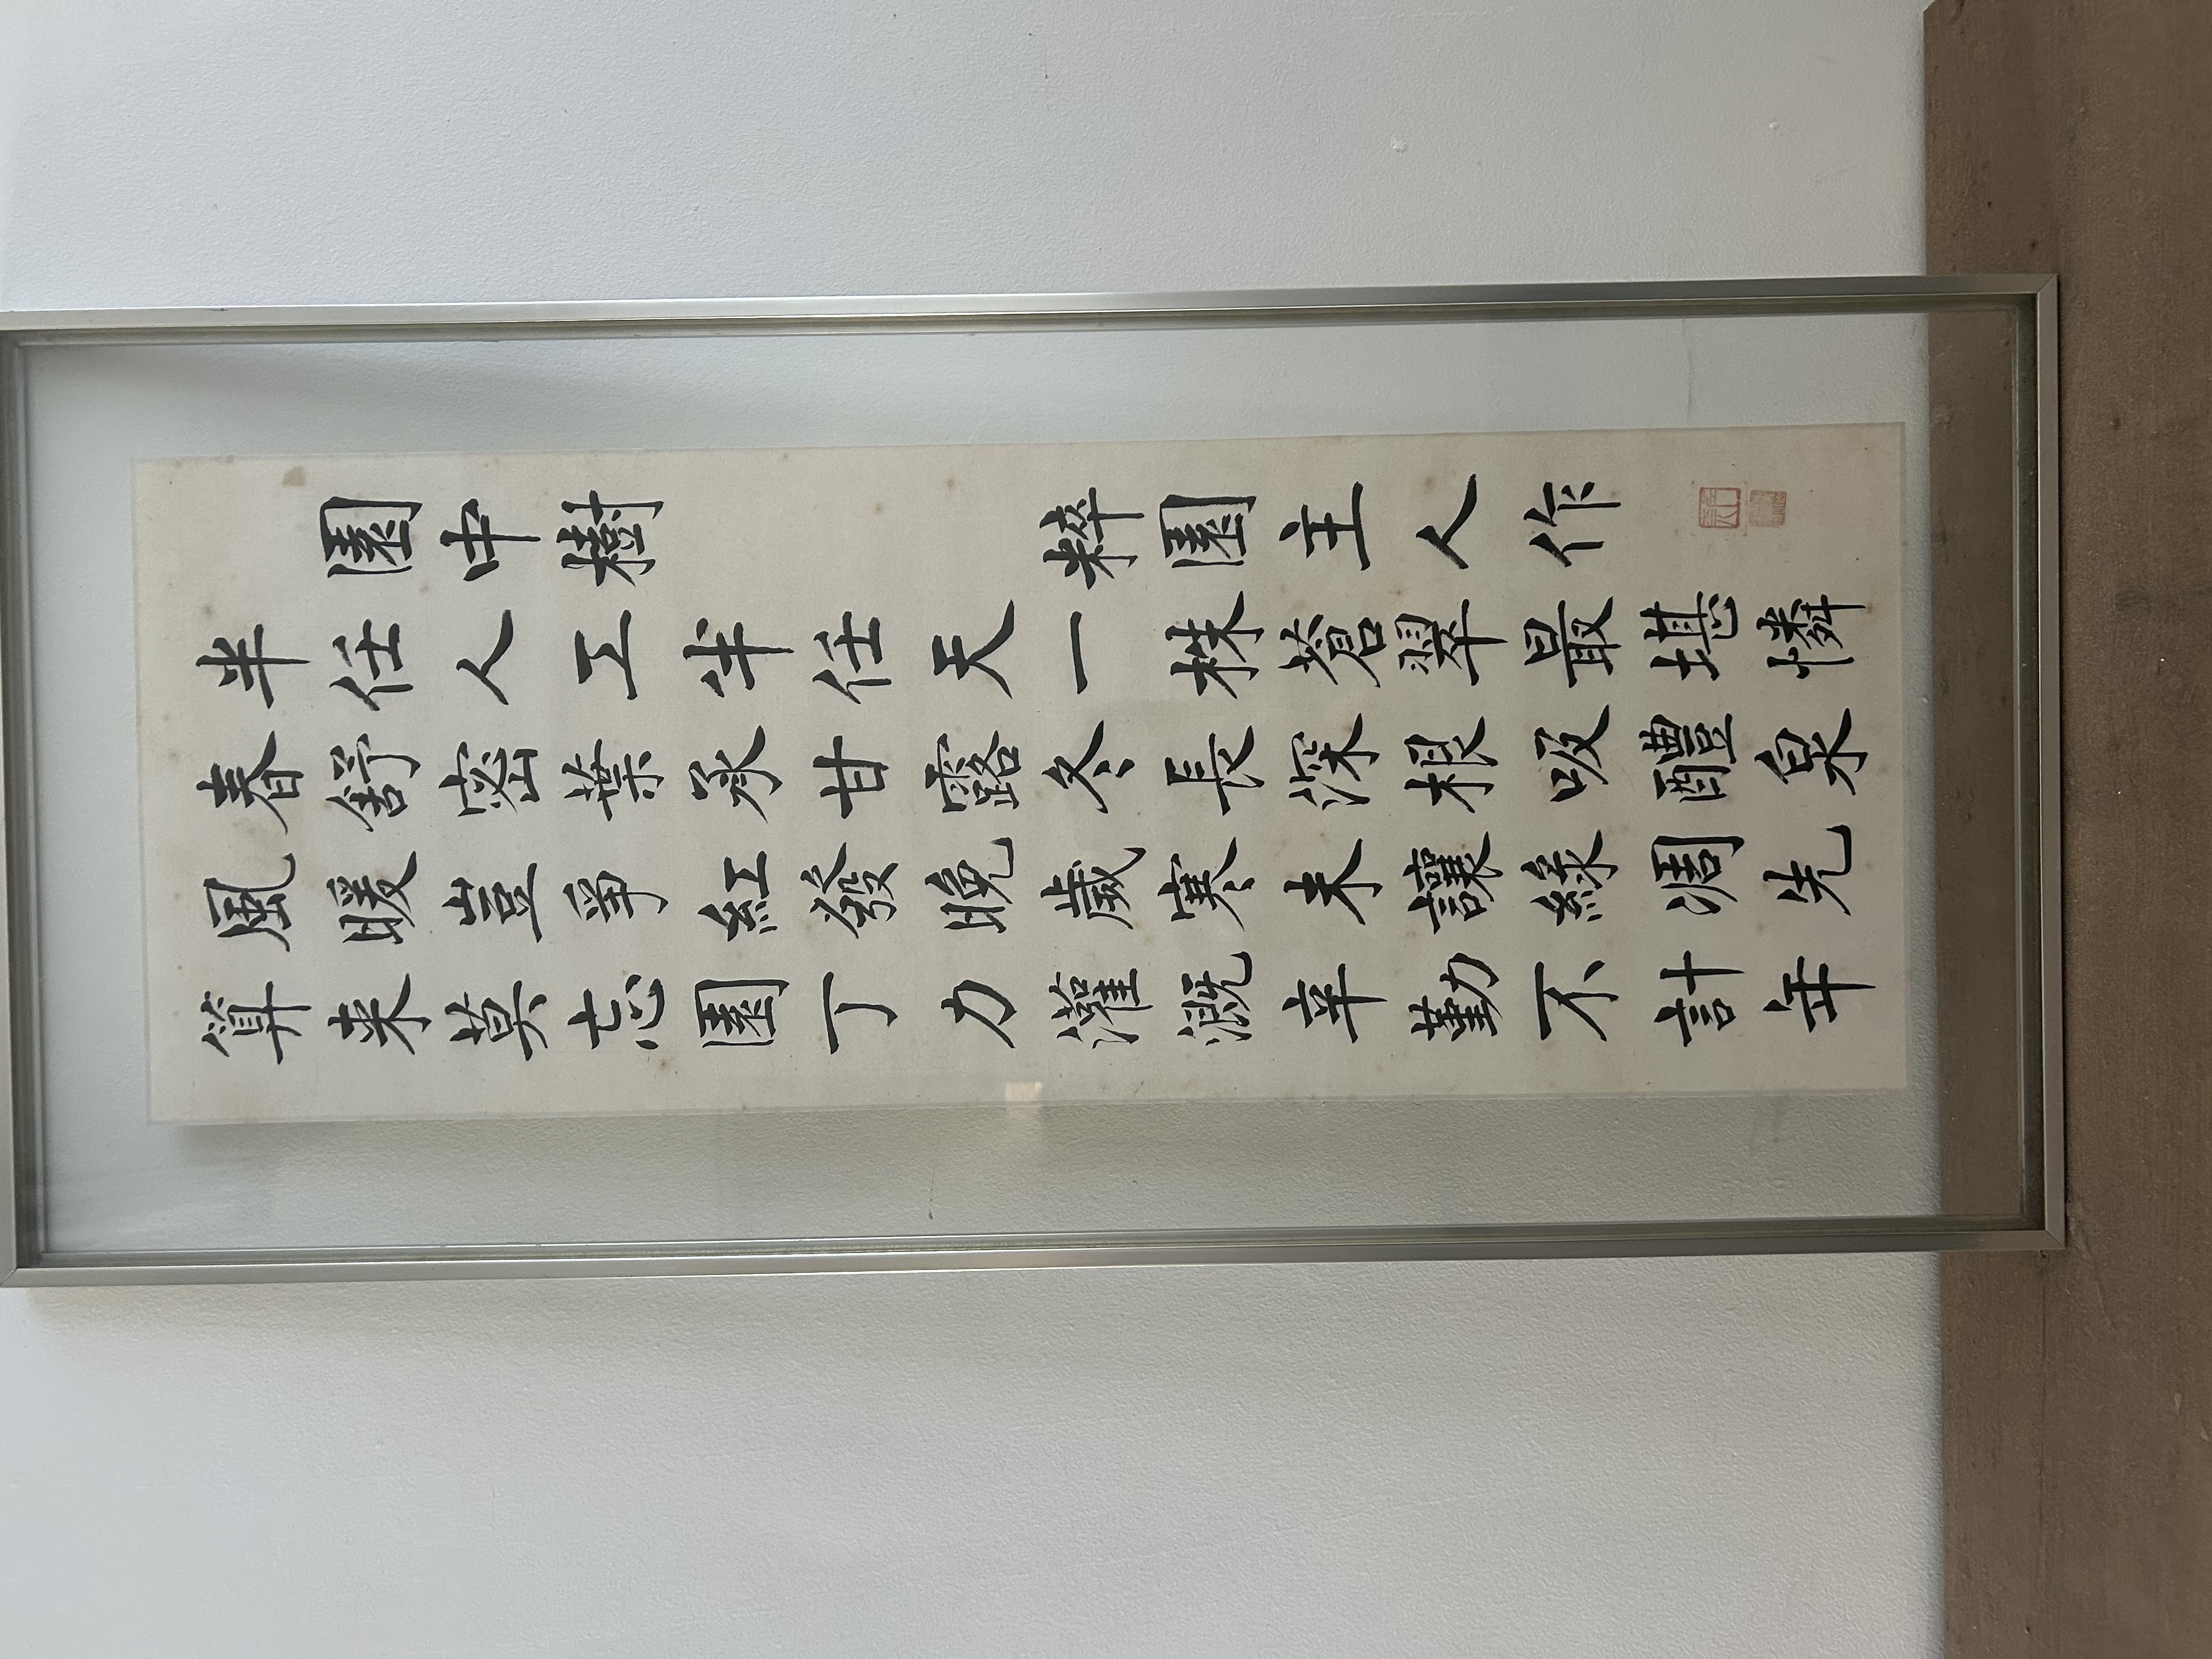 園中樹 粹園主人作
半任人工半任天一株蒼翠最堪憐
春舒密葉承甘露冬長深根吸醴泉
風暖豈爭紅發晚歲寒未讓綠凋先
算来莫忘園丁力灌溉辛勤不計年